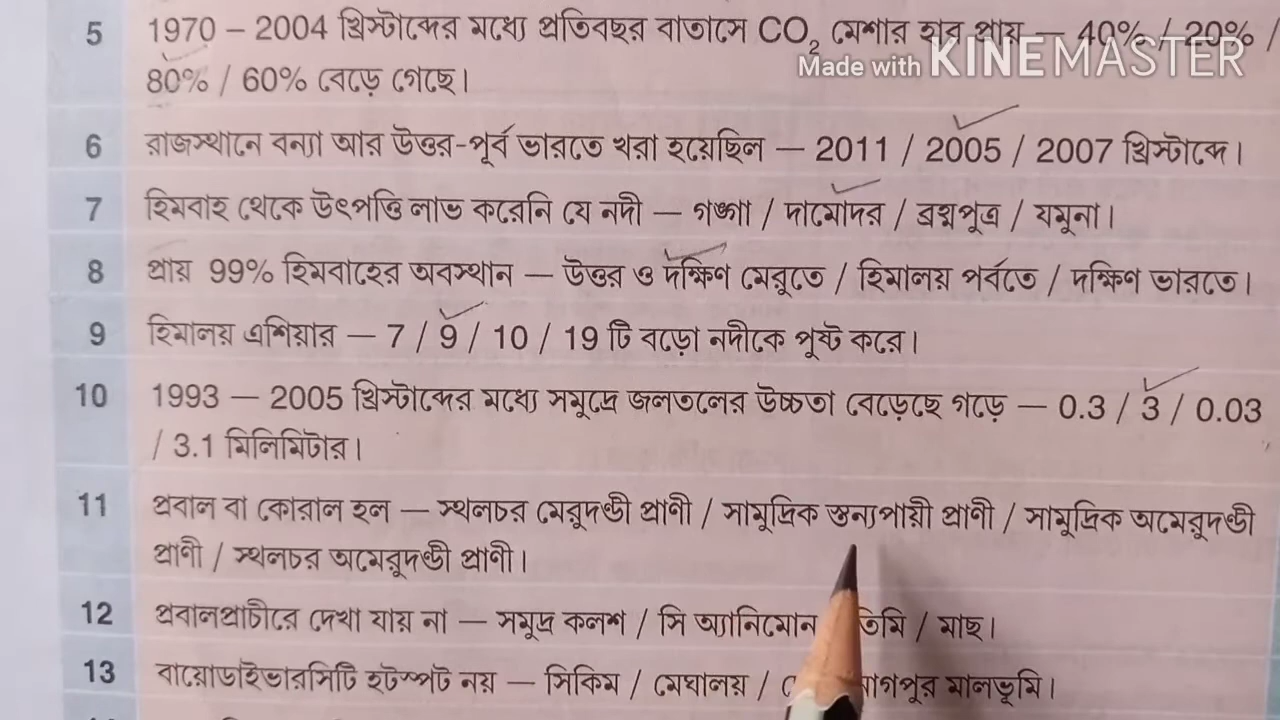 5 1970 – 2004 খ্রিস্টাব্দের মধ্যে প্রতিবছর বাতাসে CO₂ মেশার হার প্রায় — 40% / 20% /
Made with KINEMASTER
80% / 60% বেড়ে গেছে।
6 রাজস্থানে বন্যা আর উত্তর-পূর্ব ভারতে খরা হয়েছিল — 2011 / 2005 / 2007 খ্রিস্টাব্দে।
7 হিমবাহ থেকে উৎপত্তি লাভ করেনি যে নদী — গঙ্গা / দামোদর / ব্রহ্মপুত্র / যমুনা।
8 প্রায় 99% হিমবাহের অবস্থান — উত্তর ও দক্ষিণ মেরুতে / হিমালয় পর্বতে / দক্ষিণ ভারতে।
9 হিমালয় এশিয়ার — 7 / 9 / 10 / 19 টি বড়ো নদীকে পুষ্ট করে।
10 1993 — 2005 খ্রিস্টাব্দের মধ্যে সমুদ্রে জলতলের উচ্চতা বেড়েছে গড়ে — 0.3 / 3 / 0.03
/ 3.1 মিলিমিটার।
11 প্রবাল বা কোরাল হল — স্থলচর মেরুদণ্ডী প্রাণী / সামুদ্রিক স্তন্যপায়ী প্রাণী / সামুদ্রিক অমেরুদণ্ডী
প্রাণী / স্থলচর অমেরুদণ্ডী প্রাণী।
12 প্রবালপ্রাচীরে দেখা যায় না — সমুদ্র কলশ / সি অ্যানিমোন তিমি / মাছ।
13 বায়োডাইভারসিটি হটস্পট নয় — সিকিম / মেঘালয় / মালভূমি।